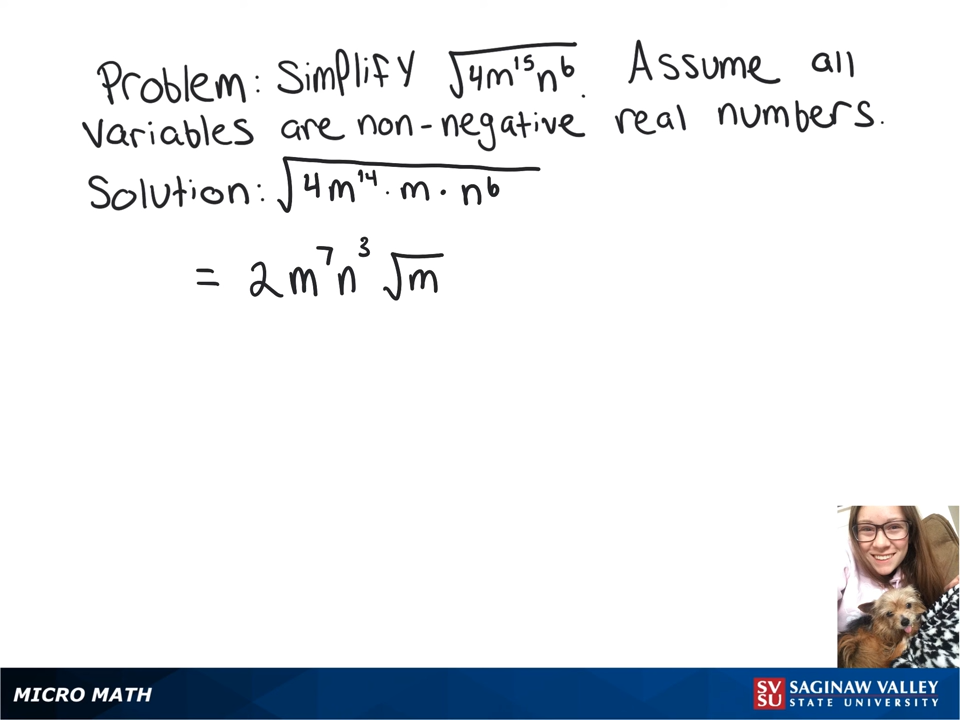 Problem: Simplify √4m¹⁵n⁶. Assume all
variables are non-negative real numbers.
Solution: √4m¹⁴·m·n⁶
= 2m⁷n³√m
MICRO MATH
SV SU SAGINAW VALLEY
STATE UNIVERSITY